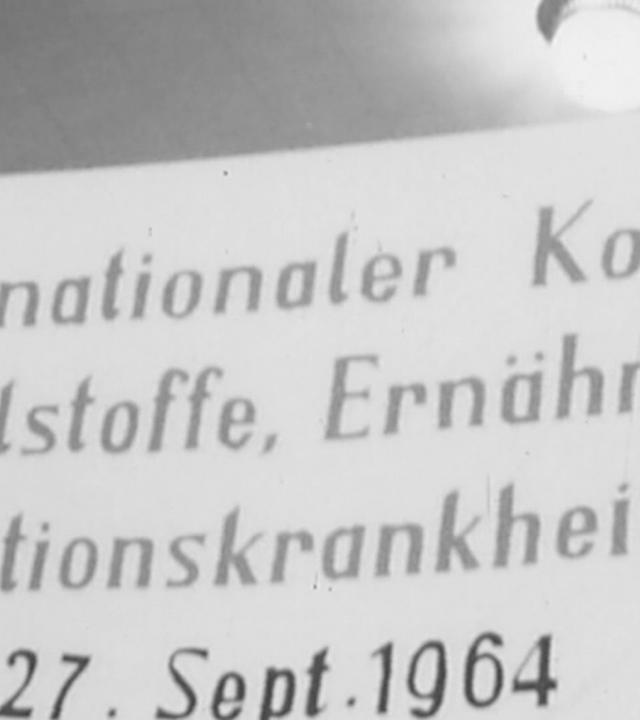 nationaler Ko
lstoffe, Ernähr
tionskrankhei
27. Sept. 1964